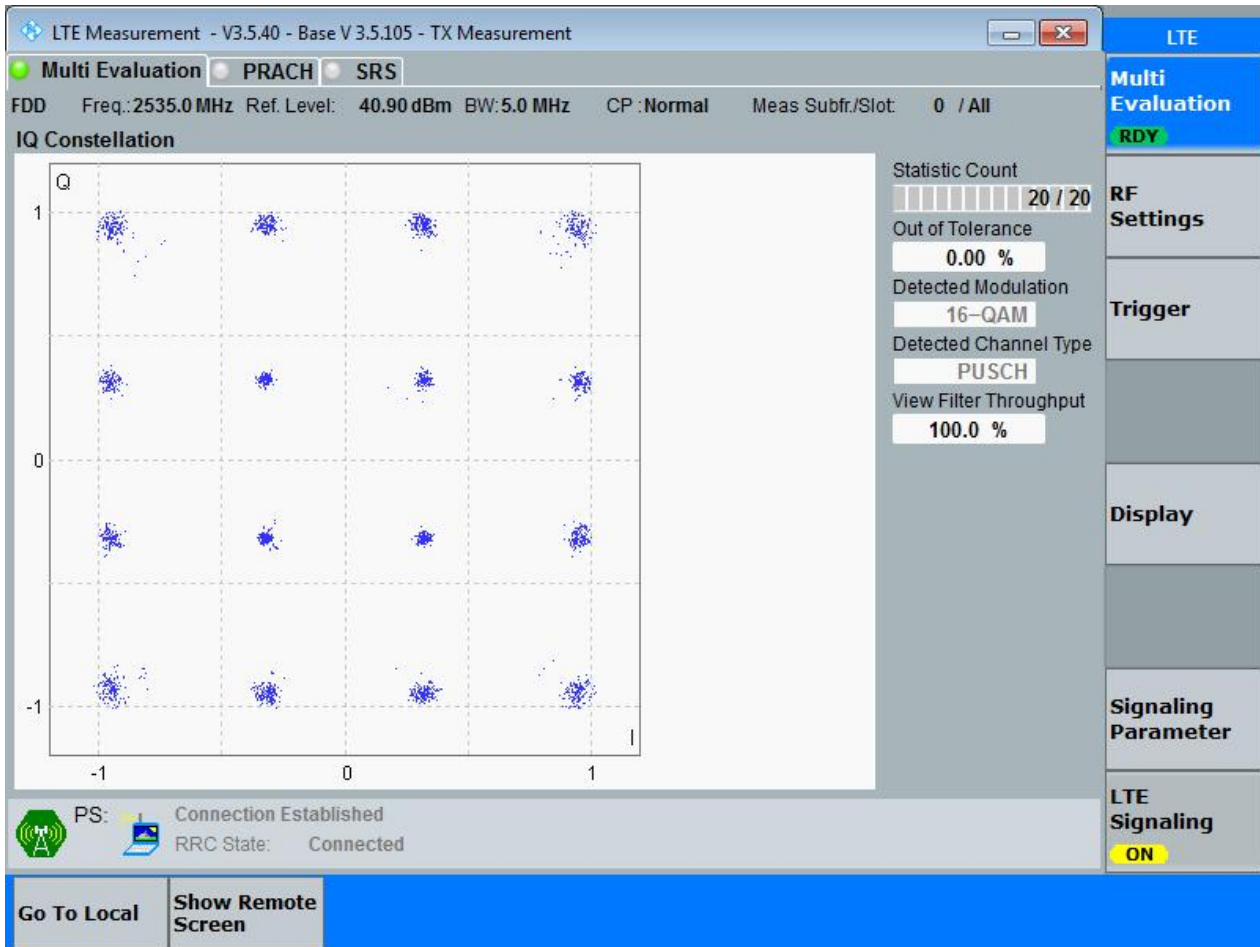 LTE Measurement - V3.5.40 - Base V 3.5.105 - TX Measurement
LTE
Multi Evaluation PRACH SRS
FDD Freq.: 2535.0 MHz Ref. Level: 40.90 dBm BW: 5.0 MHz CP : Normal Meas Subfr./Slot: 0 / All
IQ Constellation
Q
1
0
-1
I
-1 0 1
Statistic Count
20 / 20
Out of Tolerance
0.00 %
Detected Modulation
16-QAM
Detected Channel Type
PUSCH
View Filter Throughput
100.0 %
PS: Connection Established
RRC State: Connected
Multi
Evaluation
RDY
RF
Settings
Trigger
Display
Signaling
Parameter
LTE
Signaling
ON
Go To Local
Show Remote
Screen